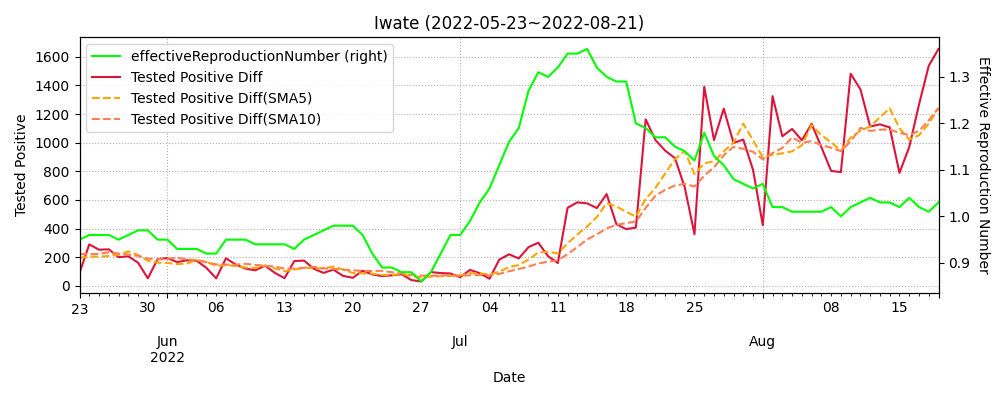 Iwate (2022-05-23~2022-08-21)
effectiveReproductionNumber (right)
Tested Positive Diff
Tested Positive Diff(SMA5)
Tested Positive Diff(SMA10)
Tested Positive
1600
1400
1200
1000
800
600
400
200
0
1.3
1.2
1.1
1.0
0.9
Effective Reproduction Number
23 30 06 13 20 27 04 11 18 25 08 15
Jun Jul Aug
2022
Date